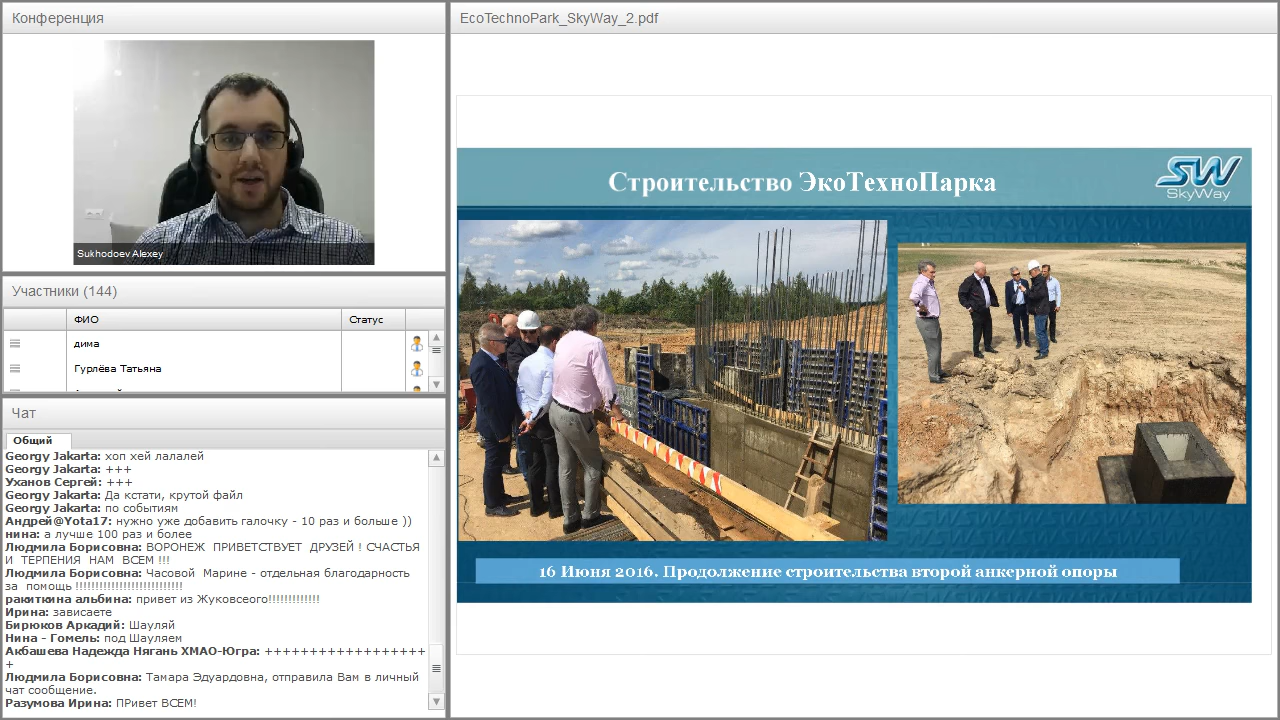 Конференция
Sukhodoev Alexey
Участники (144)
ФИО
Статус
дима
Гурлёва Татьяна
Чат
Общий
Georgy Jakarta: хоп хей лалалей
Georgy Jakarta: +++
Уханов Сергей: +++
Georgy Jakarta: Да кстати, крутой файл
Georgy Jakarta: по событиям
Андрей@Yota17: нужно уже добавить галочку - 10 раз и больше ))
нина: а лучше 100 раз и более
Людмила Борисовна: ВОРОНЕЖ ПРИВЕТСТВУЕТ ДРУЗЕЙ ! СЧАСТЬЯ
И ТЕРПЕНИЯ НАМ ВСЕМ !!!
Людмила Борисовна: Часовой Марине - отдельная благодарность
за помощь !!!!!!!!!!!!!!!!!!!!!!!!!!!
ракиткина альбина: привет из Жуковсеого!!!!!!!!!!!!!
Ирина: зависаете
Бирюков Аркадий: Шауляй
Нина - Гомель: под Шауляем
Акбашева Надежда Нягань ХМАО-Югра: ++++++++++++++++++
+
Людмила Борисовна: Тамара Эдуардовна, отправила Вам в личный
чат сообщение.
Разумова Ирина: ПРивет ВСЕМ!
EcoTechnoPark_SkyWay_2.pdf
Строительство ЭкоТехноПарка
SW
SkyWay
16 Июня 2016. Продолжение строительства второй анкерной опоры